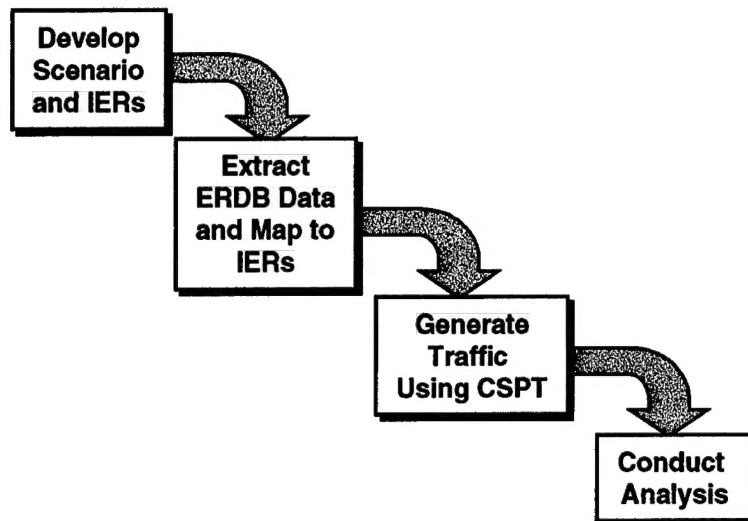 Develop
Scenario
and IERs
Extract
ERDB Data
and Map to
IERs
Generate
Traffic
Using CSPT
Conduct
Analysis